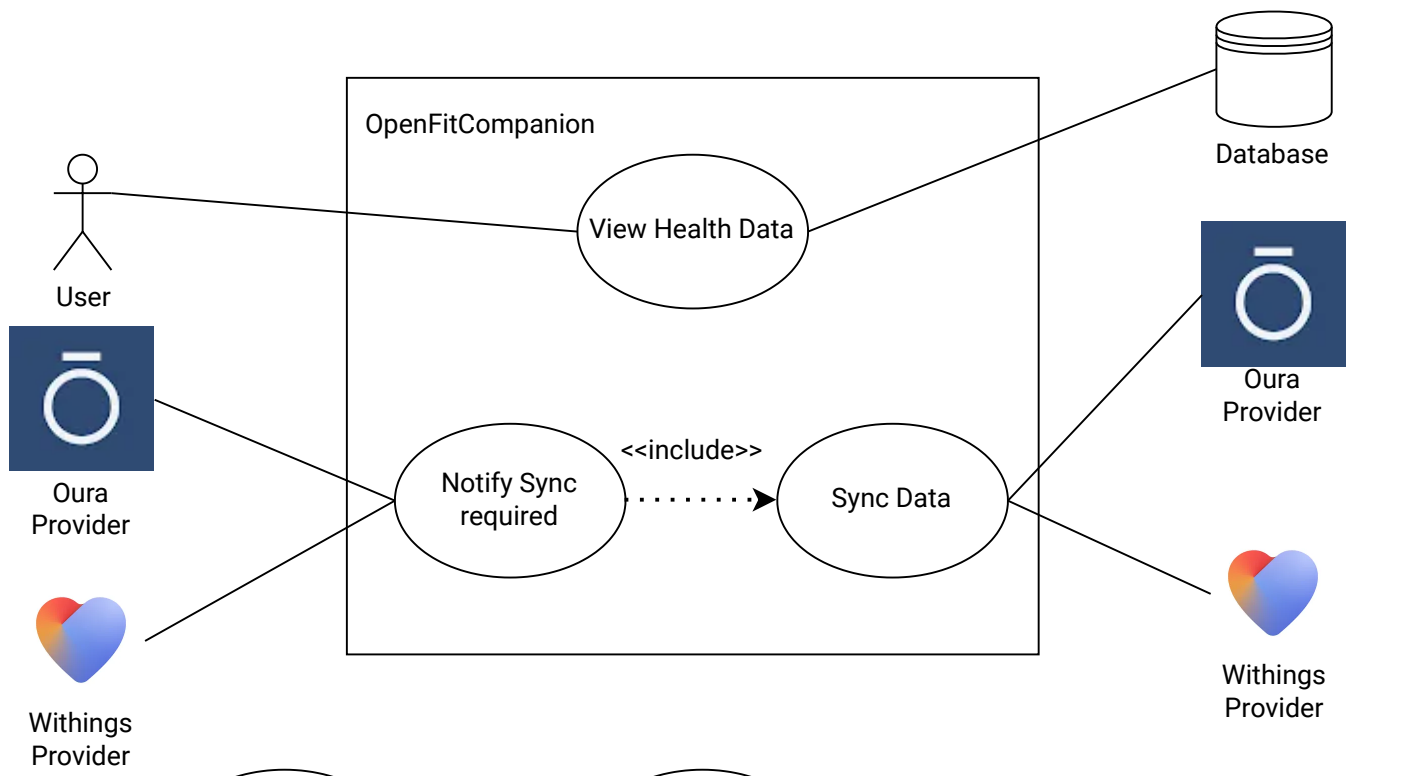 OpenFitCompanion
Database
View Health Data
User
Oura
Provider
<<include>>
Notify Sync
required
Sync Data
Oura
Provider
Withings
Provider
Withings
Provider